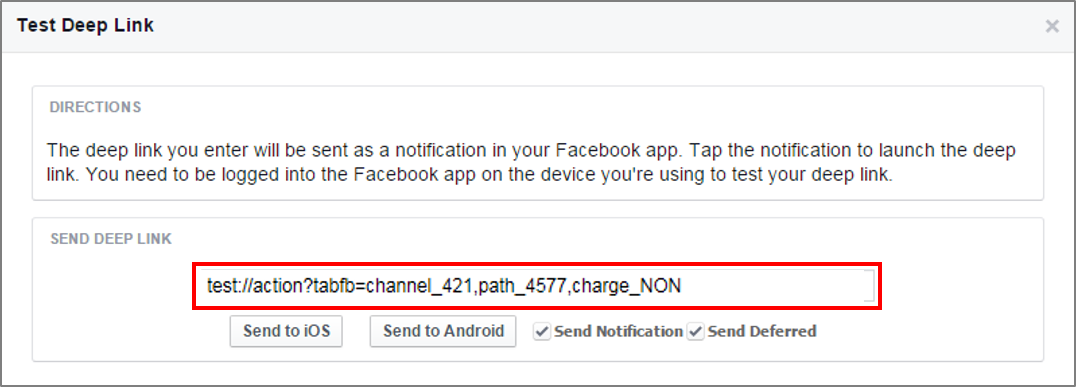 Test Deep Link
DIRECTIONS
The deep link you enter will be sent as a notification in your Facebook app. Tap the notification to launch the deep
link. You need to be logged into the Facebook app on the device you're using to test your deep link.
SEND DEEP LINK
test://action?tabfb=channel_421,path_4577,charge_NON
Send to iOS Send to Android Send Notification Send Deferred